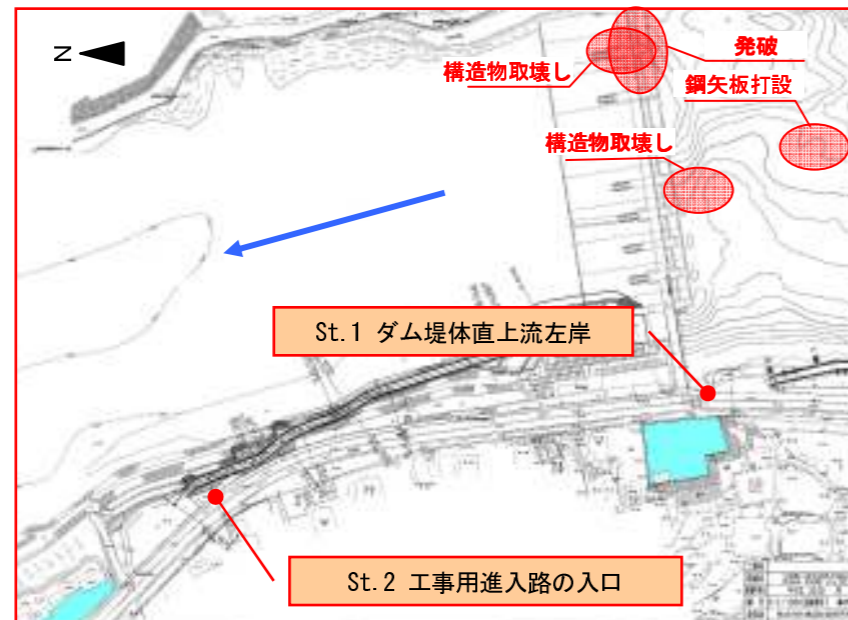 N
発破
構造物取壊し
鋼矢板打設
構造物取壊し
St.1 ダム堤体直上流左岸
St.2 工事用進入路の入口